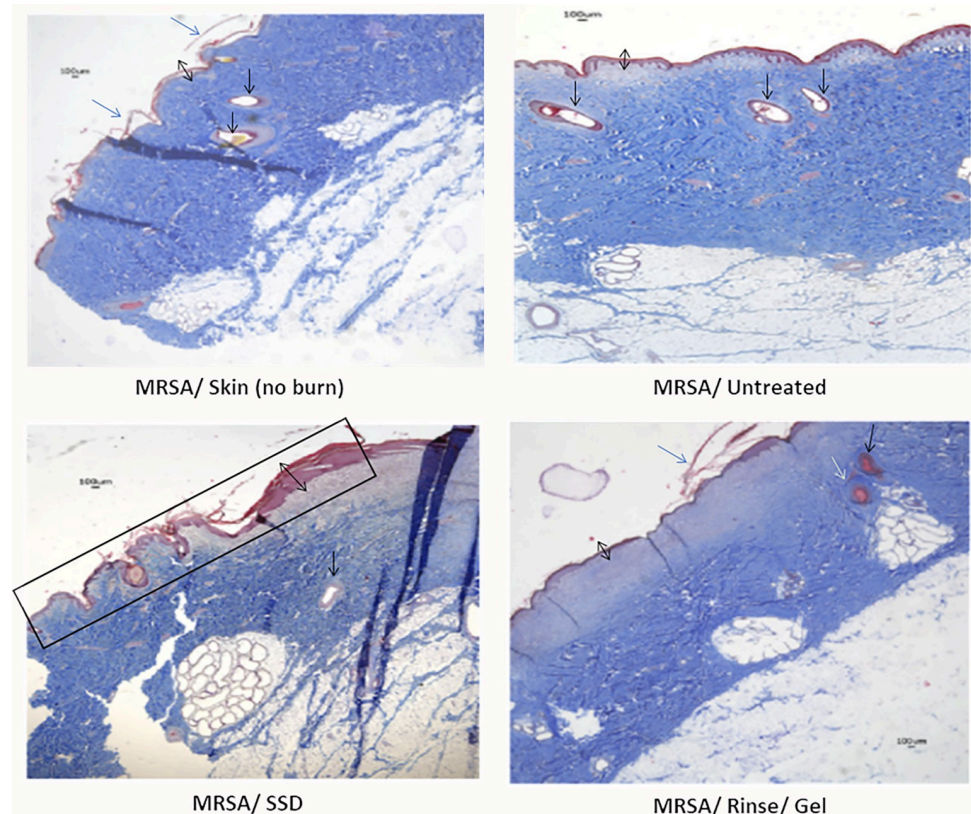 100um
100um
MRSA/ Skin (no burn)
MRSA/ Untreated
100um
100um
MRSA/ SSD
MRSA/ Rinse/ Gel